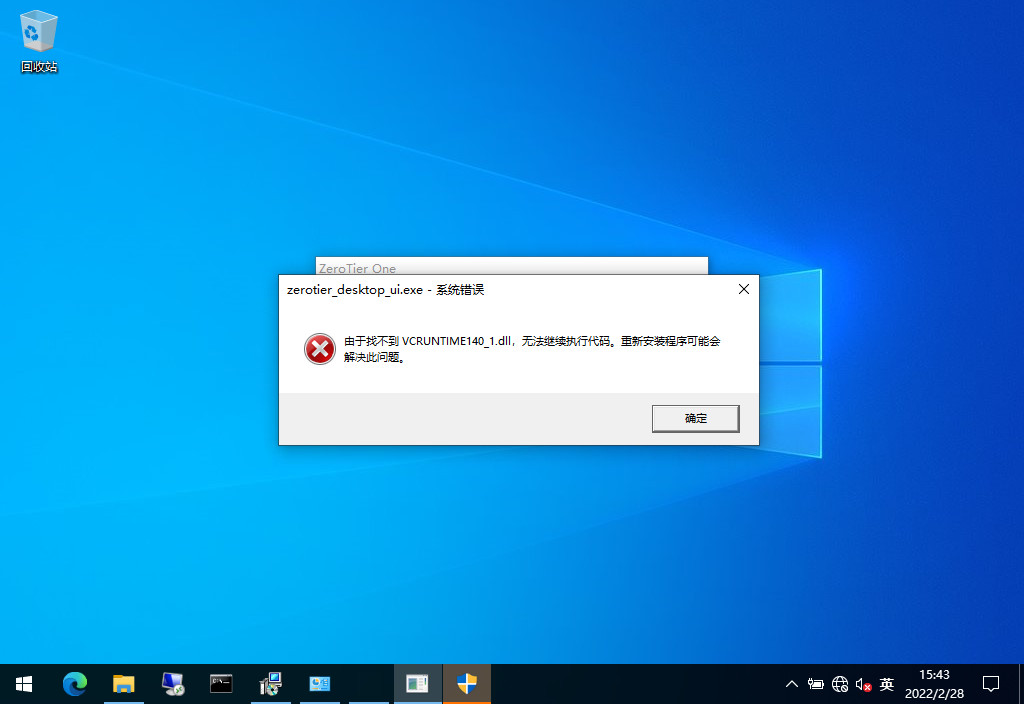 回收站
ZeroTier One
zerotier_desktop_ui.exe - 系统错误
由于找不到 VCRUNTIME140_1.dll，无法继续执行代码。重新安装程序可能会
解决此问题。
确定
英
15:43
2022/2/28